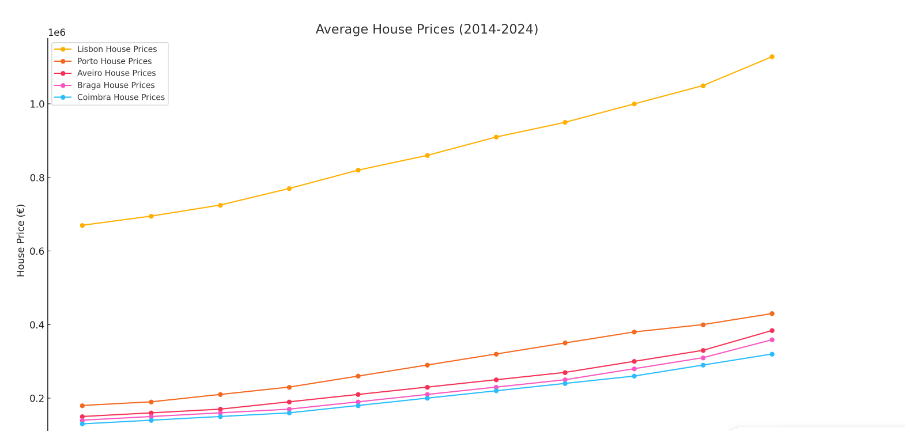 Average House Prices (2014-2024)
1e6
Lisbon House Prices
Porto House Prices
Aveiro House Prices
Braga House Prices
Coimbra House Prices
1.0
0.8
0.6
0.4
0.2
House Price (€)